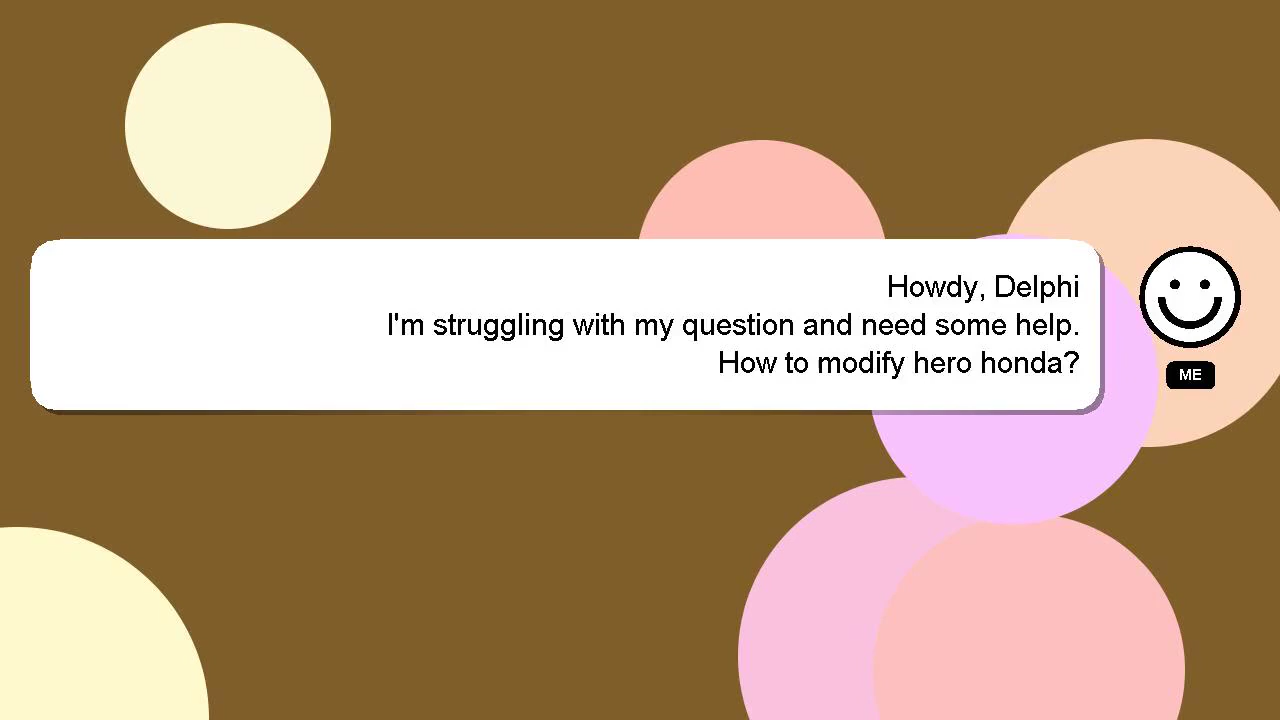 Howdy, Delphi
I'm struggling with my question and need some help.
How to modify hero honda?
ME